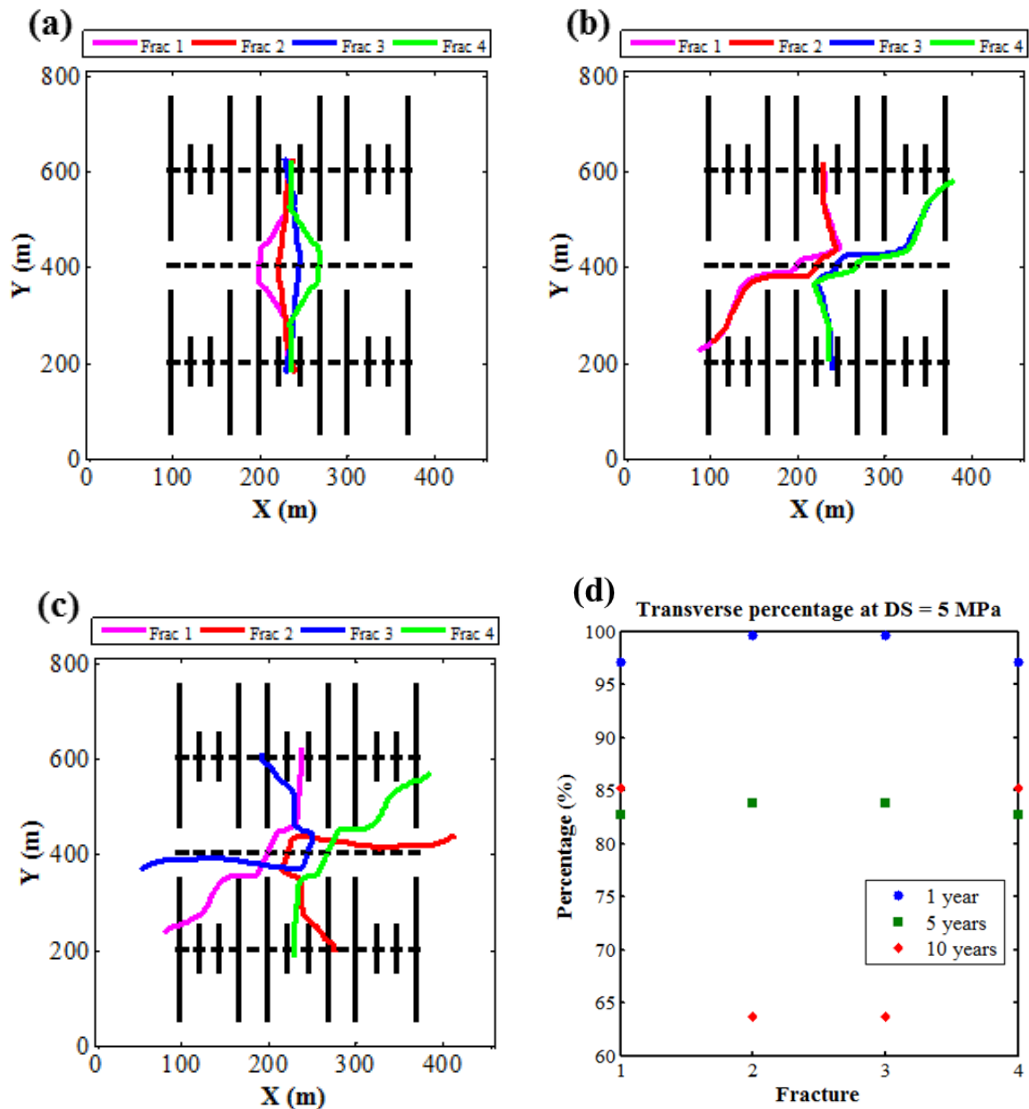 (a)
Frac 1 Frac 2 Frac 3 Frac 4
800
600
400
200
0
Y (m)
0 100 200 300 400
X (m)
(b)
Frac 1 Frac 2 Frac 3 Frac 4
800
600
400
200
0
Y (m)
0 100 200 300 400
X (m)
(c)
Frac 1 Frac 2 Frac 3 Frac 4
800
600
400
200
0
Y (m)
0 100 200 300 400
X (m)
(d)
Transverse percentage at DS = 5 MPa
100
95
90
85
80
75
70
65
60
Percentage (%)
1 year
5 years
10 years
1 2 3 4
Fracture